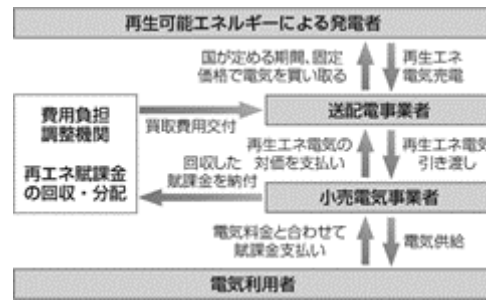 再生可能エネルギーによる発電者
国が定める期間、固定
価格で電気を買い取る
再生エネ
電気充電
費用負担
調整機関
再エネ賦課金
の回収・分配
買取費用交付
送配電事業者
再生エネ電気の
対価を支払い
再生エネ電気
引き渡し
回収した
賦課金を納付
小売電気事業者
電気料金と合わせて
賦課金支払い
電気供給
電気利用者